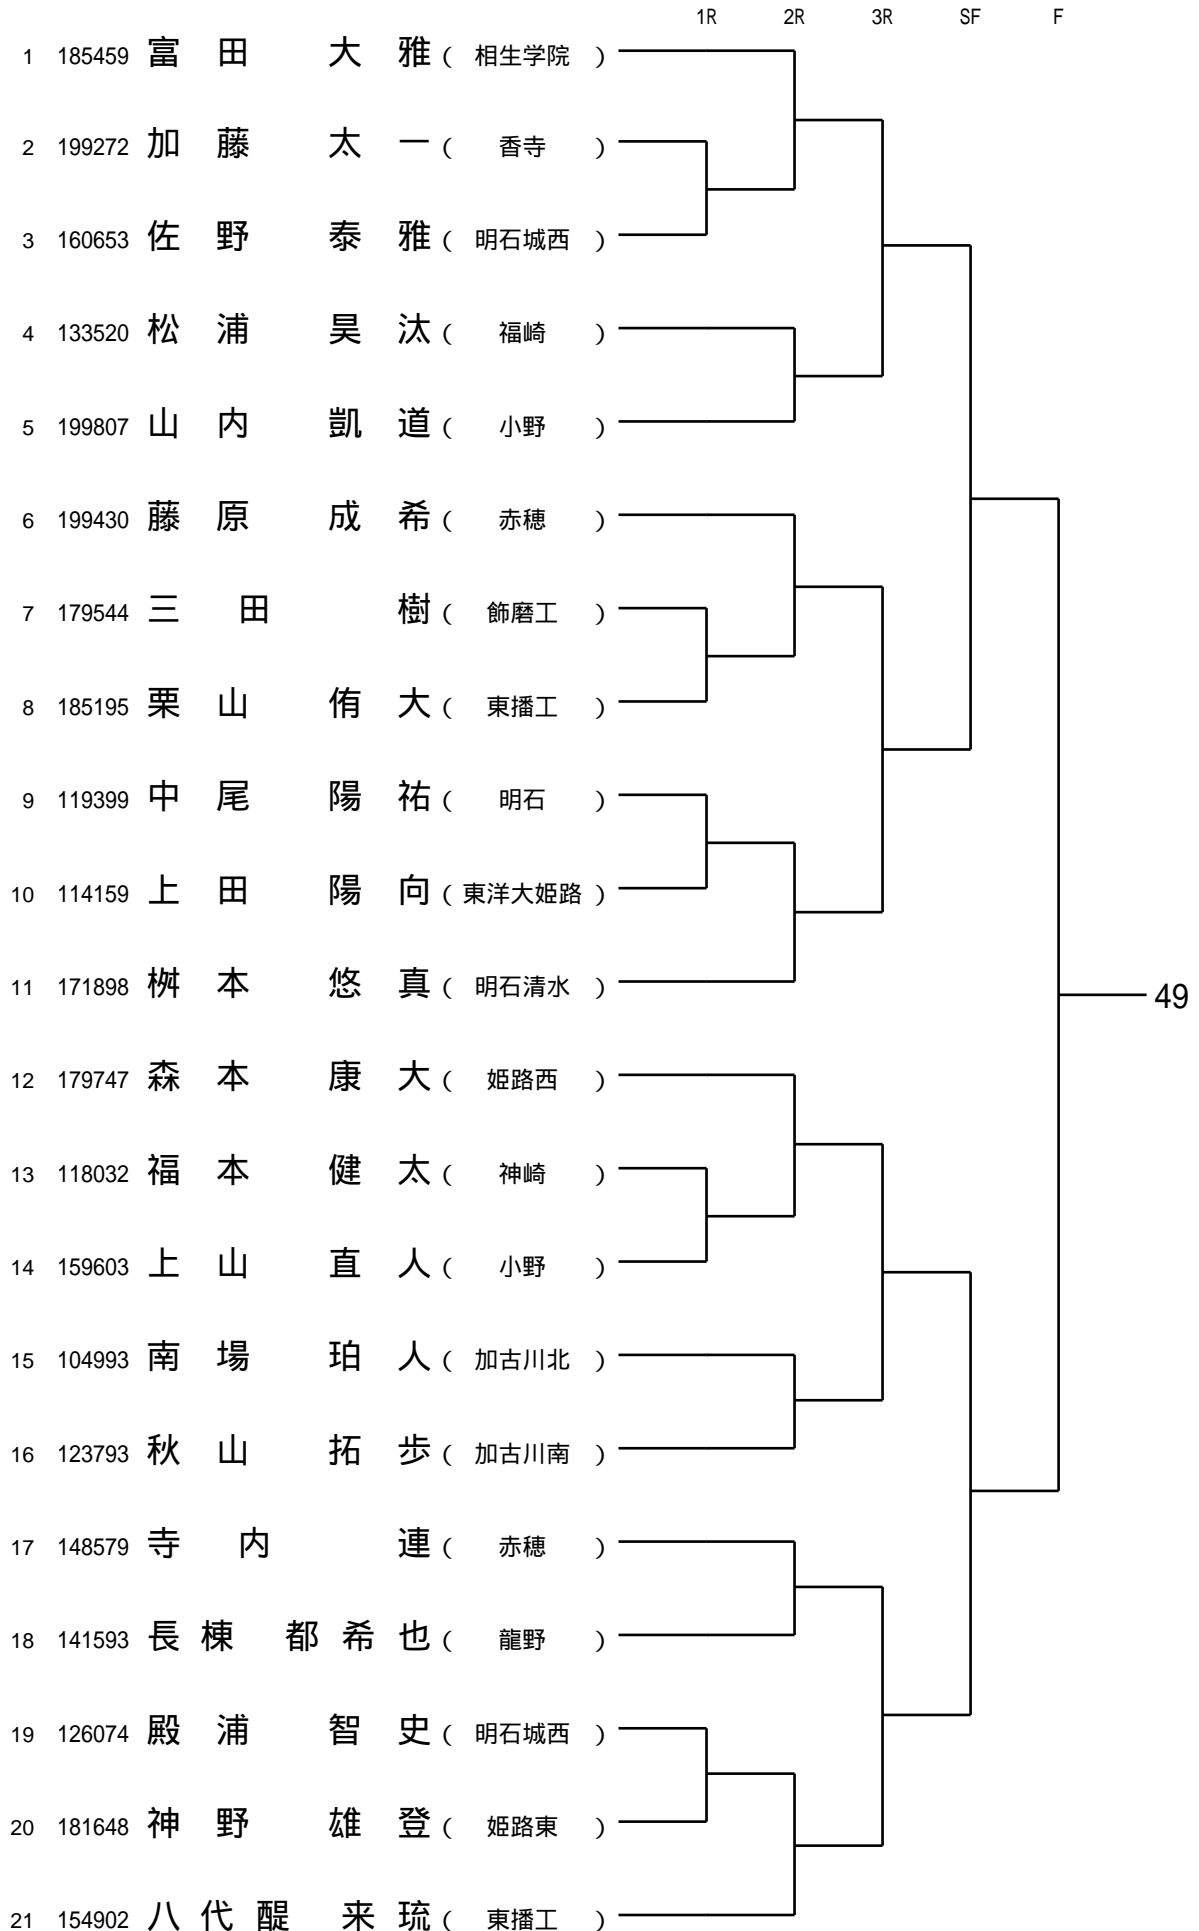 1R 2R 3R SF F
1 185459 富田 大雅 ( 相生学院 )
2 199272 加藤 太一 ( 香寺 )
3 160653 佐野 泰雅 ( 明石城西 )
4 133520 松浦 昊汰 ( 福崎 )
5 199807 山内 凱道 ( 小野 )
6 199430 藤原 成希 ( 赤穂 )
7 179544 三田 樹 ( 飾磨工 )
8 185195 栗山 侑大 ( 東播工 )
9 119399 中尾 陽祐 ( 明石 )
10 114159 上田 陽向 ( 東洋大姫路 )
11 171898 桝本 悠真 ( 明石清水 )
49
12 179747 森本 康大 ( 姫路西 )
13 118032 福本 健太 ( 神崎 )
14 159603 上山 直人 ( 小野 )
15 104993 南場 珀人 ( 加古川北 )
16 123793 秋山 拓歩 ( 加古川南 )
17 148579 寺内 連 ( 赤穂 )
18 141593 長棟 都希也 ( 龍野 )
19 126074 殿浦 智史 ( 明石城西 )
20 181648 神野 雄登 ( 姫路東 )
21 154902 八代醍 来琉 ( 東播工 )